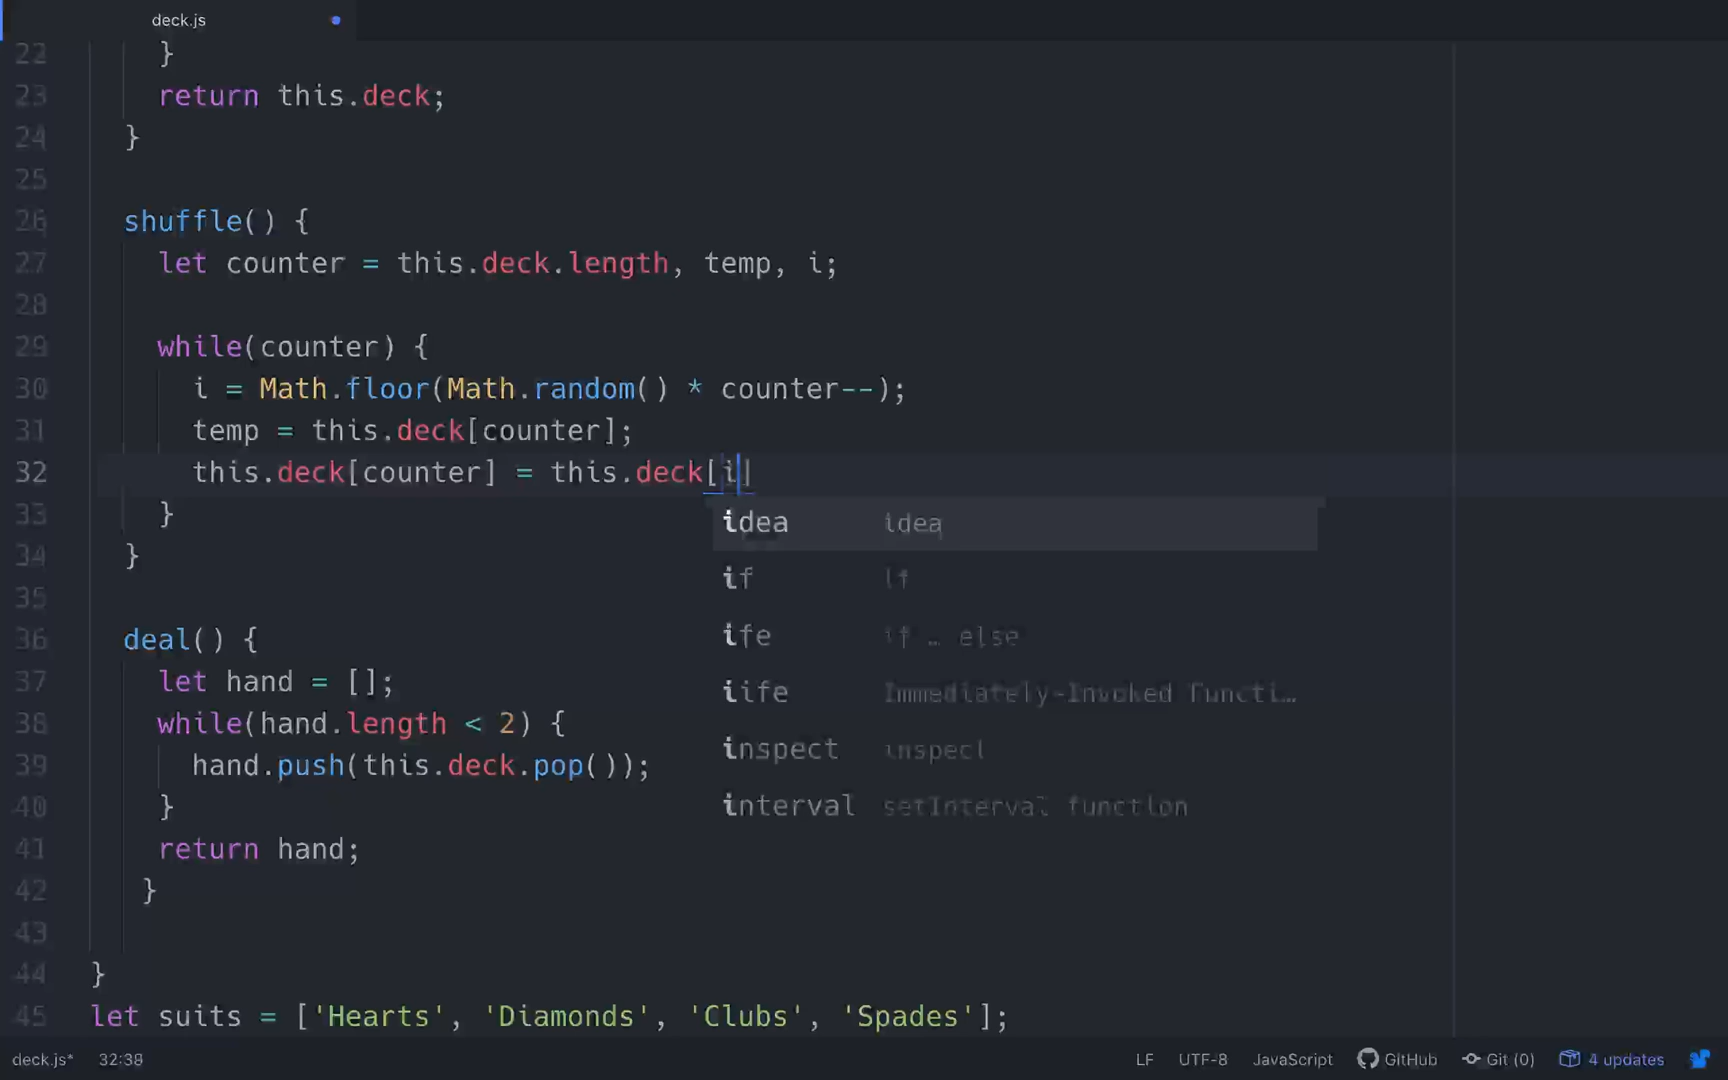 deck.js
22 }
23 return this.deck;
24 }
25
26 shuffle() {
27 let counter = this.deck.length, temp, i;
28
29 while(counter) {
30 i = Math.floor(Math.random() * counter--);
31 temp = this.deck[counter];
32 this.deck[counter] = this.deck[i]
33 }
idea idea
34 }
if if
35
ife if … else
36 deal() {
37 let hand = [];
iife Immediately-Invoked Functi…
38 while(hand.length < 2) {
39 hand.push(this.deck.pop());
inspect inspect
40 }
interval setInterval function
41 return hand;
42 }
43
44 }
45 let suits = ['Hearts', 'Diamonds', 'Clubs', 'Spades'];
deck.js* 32:38 LF UTF-8 JavaScript GitHub Git (0) 4 updates